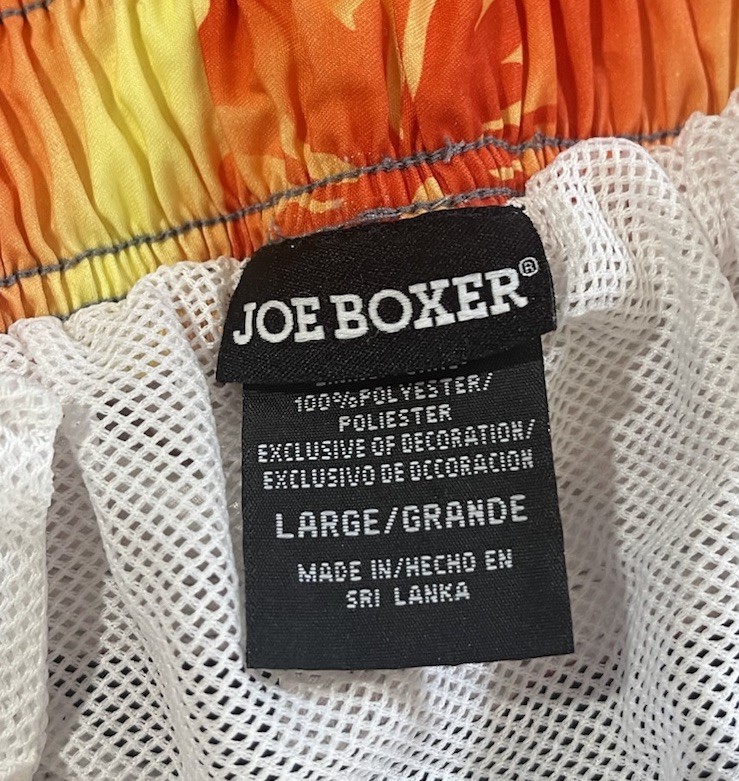 JOE BOXER®
100%POLYESTER/
POLIESTER
EXCLUSIVE OF DECORATION/
EXCLUSIVO DE DCCORACION
LARGE/GRANDE
MADE IN/HECHO EN
SRI LANKA